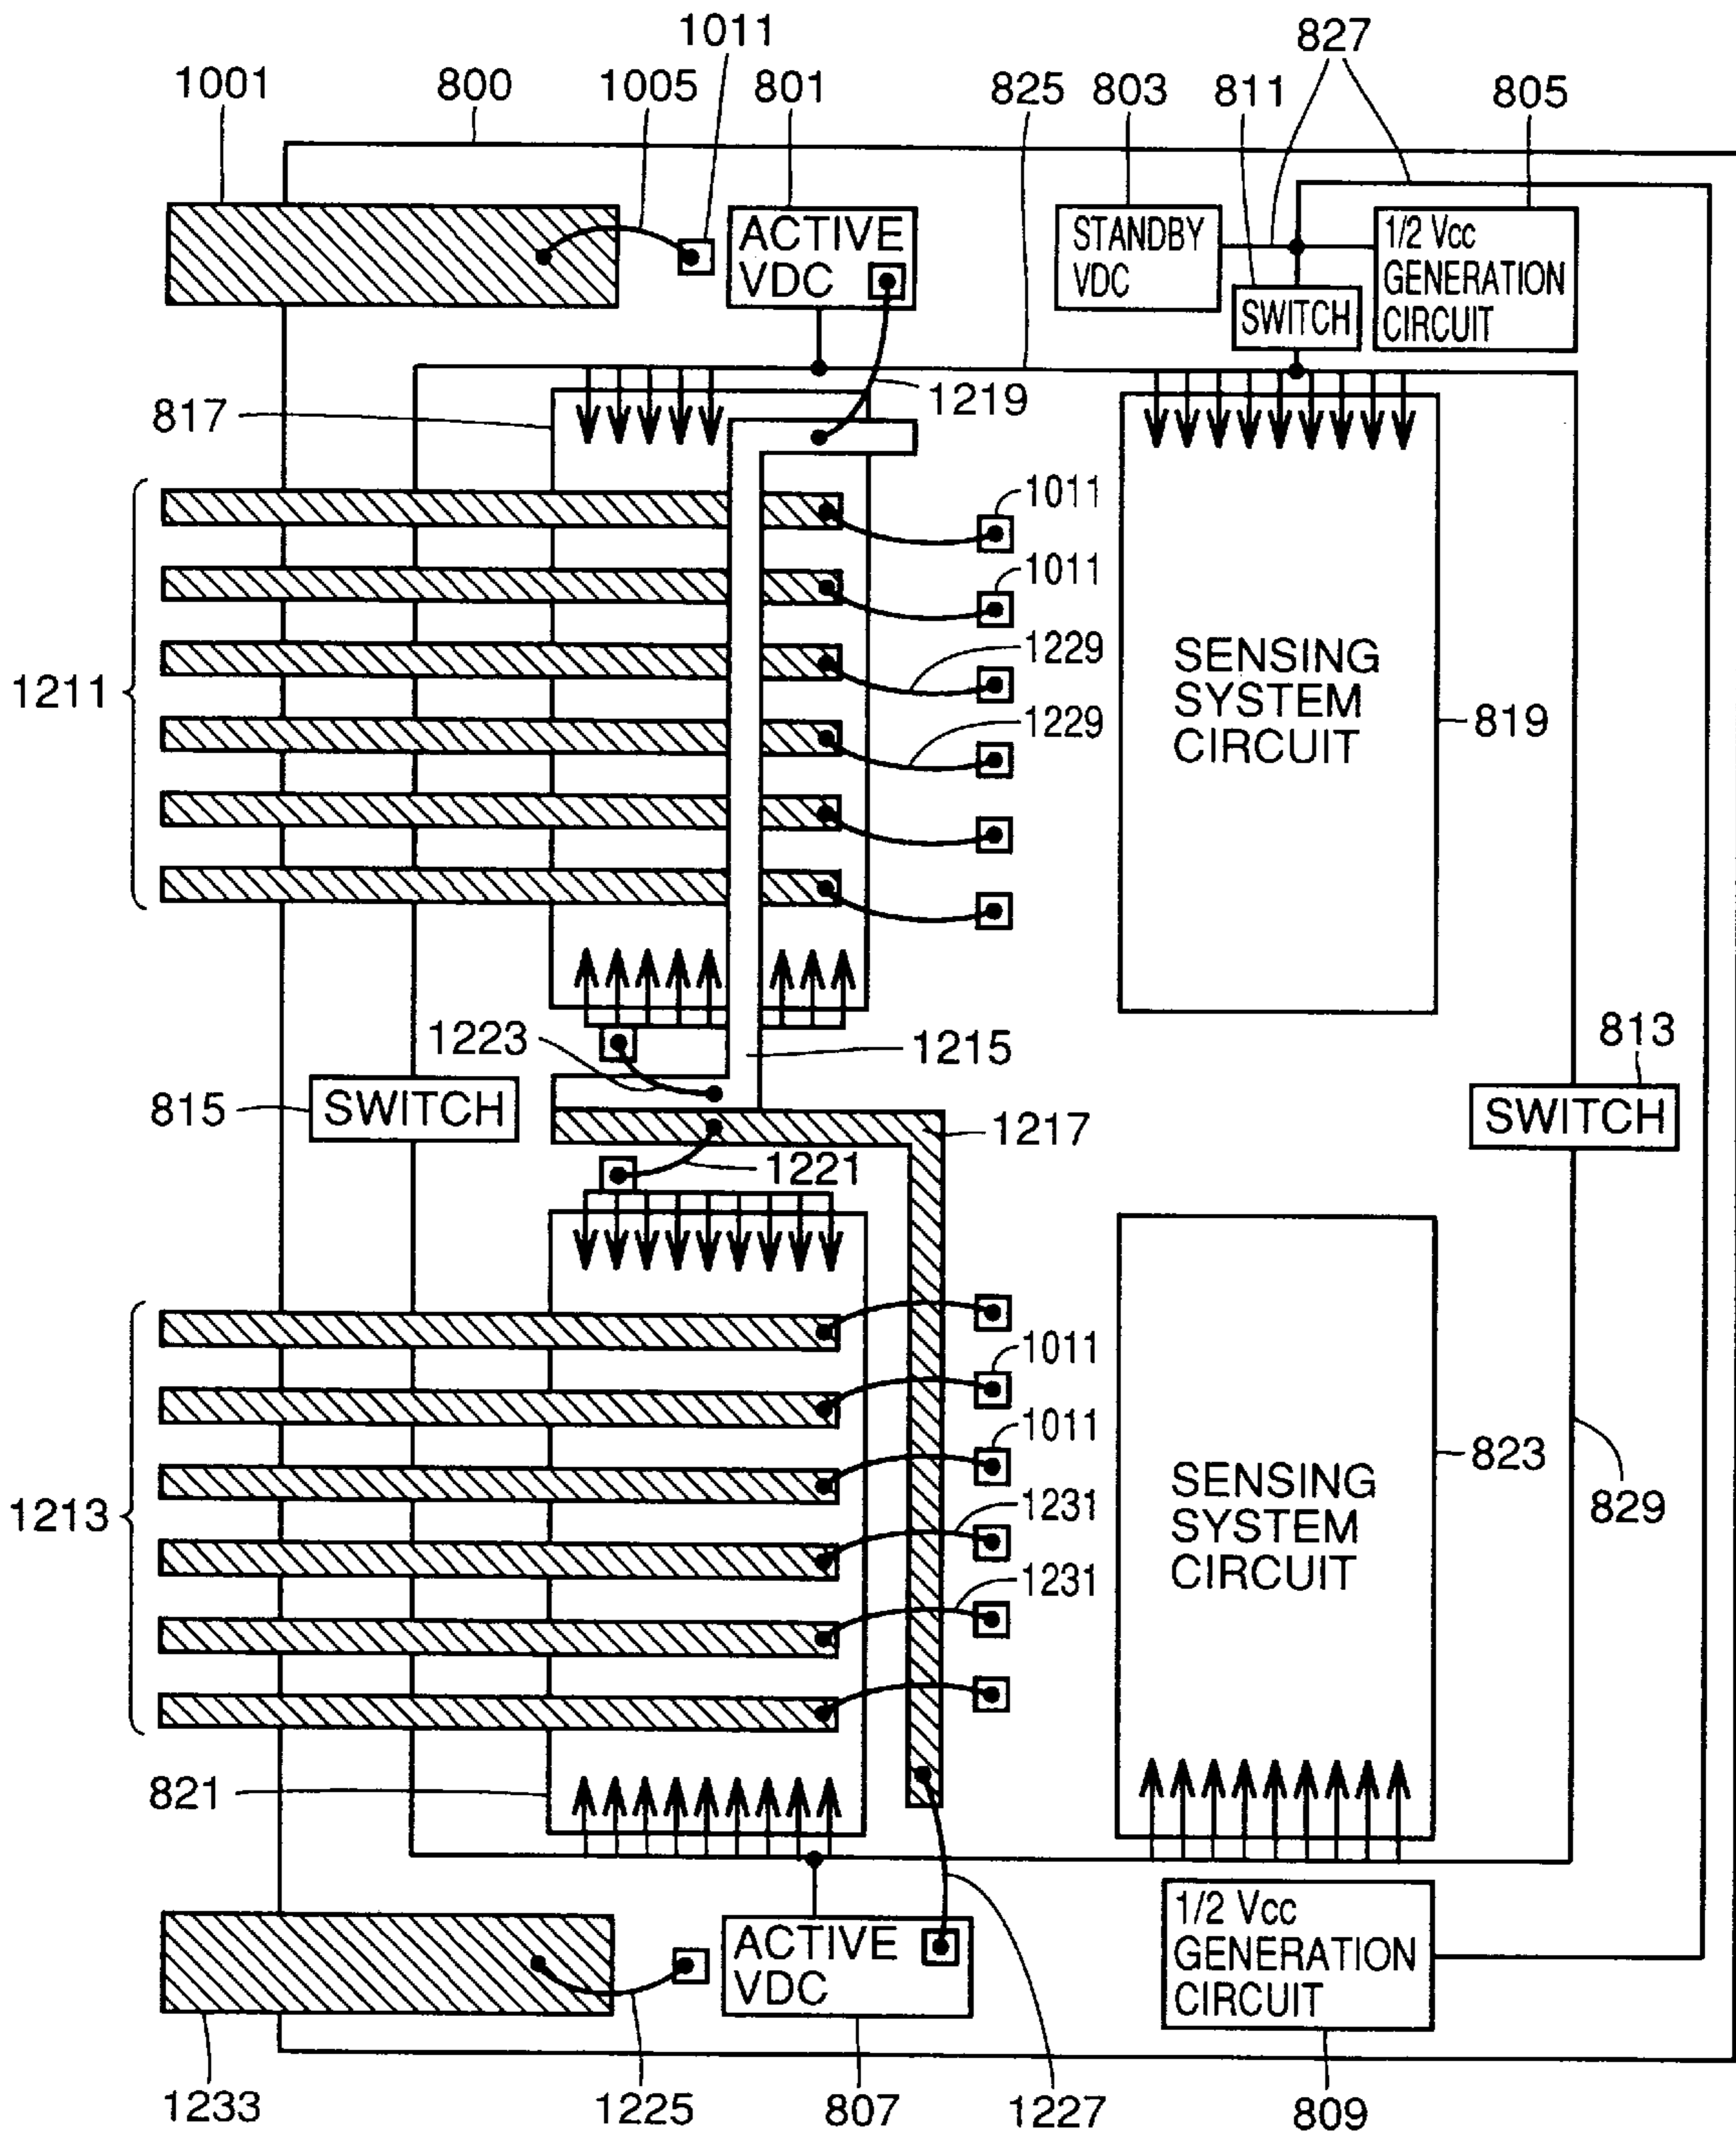 1011
827
1001
800
1005
801
825
803
811
805
ACTIVE
VDC
STANDBY
VDC
1/2 Vcc
GENERATION
CIRCUIT
SWITCH
1219
817
1011
1011
1229
1229
1211
SENSING
SYSTEM
CIRCUIT
819
1223
1215
813
815
SWITCH
SWITCH
1217
1221
1011
1011
1213
1231
1231
SENSING
SYSTEM
CIRCUIT
823
829
821
ACTIVE
VDC
1/2 Vcc
GENERATION
CIRCUIT
1233
1225
807
1227
809